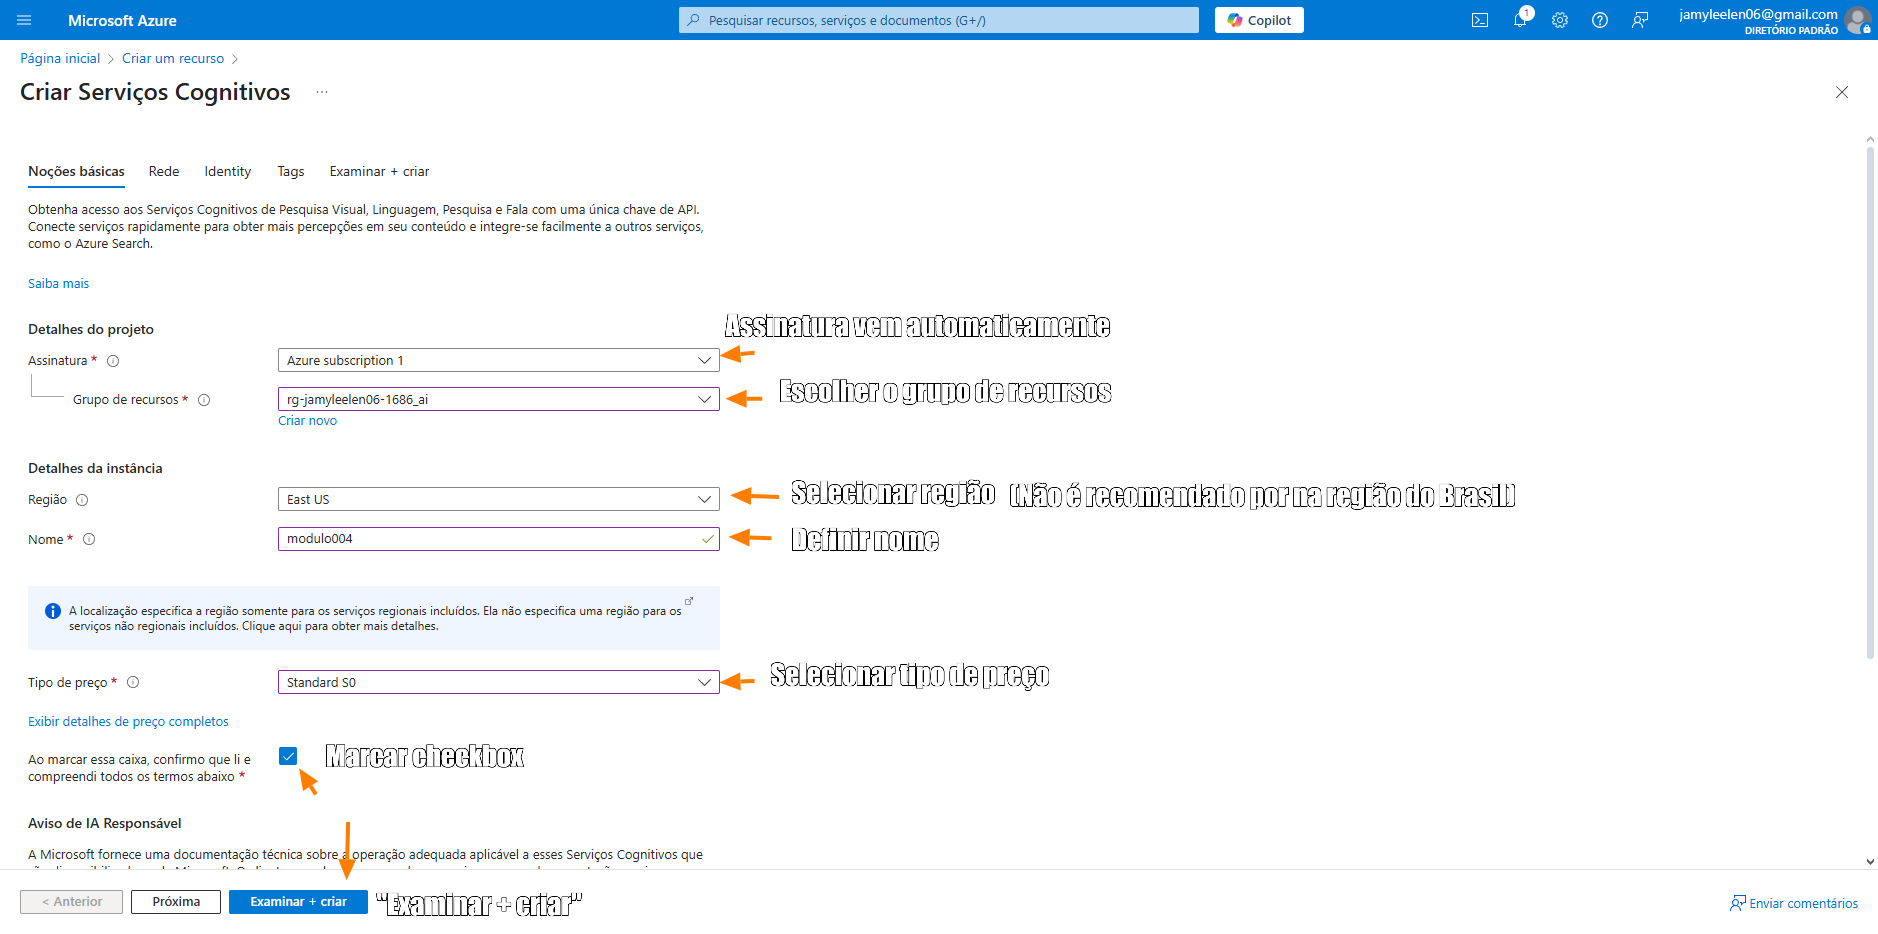 Microsoft Azure
Pesquisar recursos, serviços e documentos (G+/)
Copilot
1
jamyleelen06@gmail.com
DIRETÓRIO PADRÃO
Página inicial > Criar um recurso >
Criar Serviços Cognitivos ...
Noções básicas Rede Identity Tags Examinar + criar
Obtenha acesso aos Serviços Cognitivos de Pesquisa Visual, Linguagem, Pesquisa e Fala com uma única chave de API.
Conecte serviços rapidamente para obter mais percepções em seu conteúdo e integre-se facilmente a outros serviços,
como o Azure Search.
Saiba mais
Detalhes do projeto
Assinatura vem automaticamente
Assinatura *
Azure subscription 1
Grupo de recursos *
rg-jamyleelen06-1686_ai
Escolher o grupo de recursos
Criar novo
Detalhes da instância
Região
East US
Selecionar região (Não é recomendado por na região do Brasil)
Nome *
modulo004
Definir nome
A localização especifica a região somente para os serviços regionais incluídos. Ela não especifica uma região para os
serviços não regionais incluídos. Clique aqui para obter mais detalhes.
Tipo de preço *
Standard S0
Selecionar tipo de preço
Exibir detalhes de preço completos
Ao marcar essa caixa, confirmo que li e
compreendi todos os termos abaixo *
Marcar checkbox
Aviso de IA Responsável
A Microsoft fornece uma documentação técnica sobre a operação adequada aplicável a esses Serviços Cognitivos que
< Anterior
Próxima
Examinar + criar
"Examinar + criar"
Enviar comentários